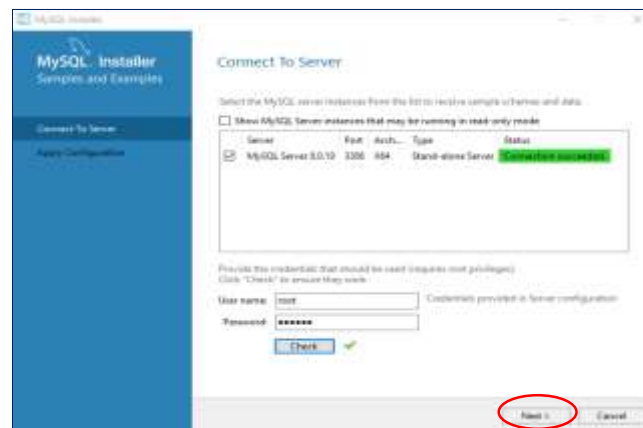 MySQL Installer
MySQL. Installer
Samples and Examples
Connect To Server
Apply Configuration
Connect To Server
Select the MySQL server instances from the list to receive sample schemas and data.
Show MySQL Server instances that may be running in read-only mode
Server Port Arch... Type Status
MySQL Server 8.0.19 3306 X64 Stand-alone Server Connection succeeded.
Provide the credentials that should be used (requires root privileges).
Click "Check" to ensure they work.
User name: root Credentials provided in Server configuration
Password: ●●●●●●
Check
Next > Cancel